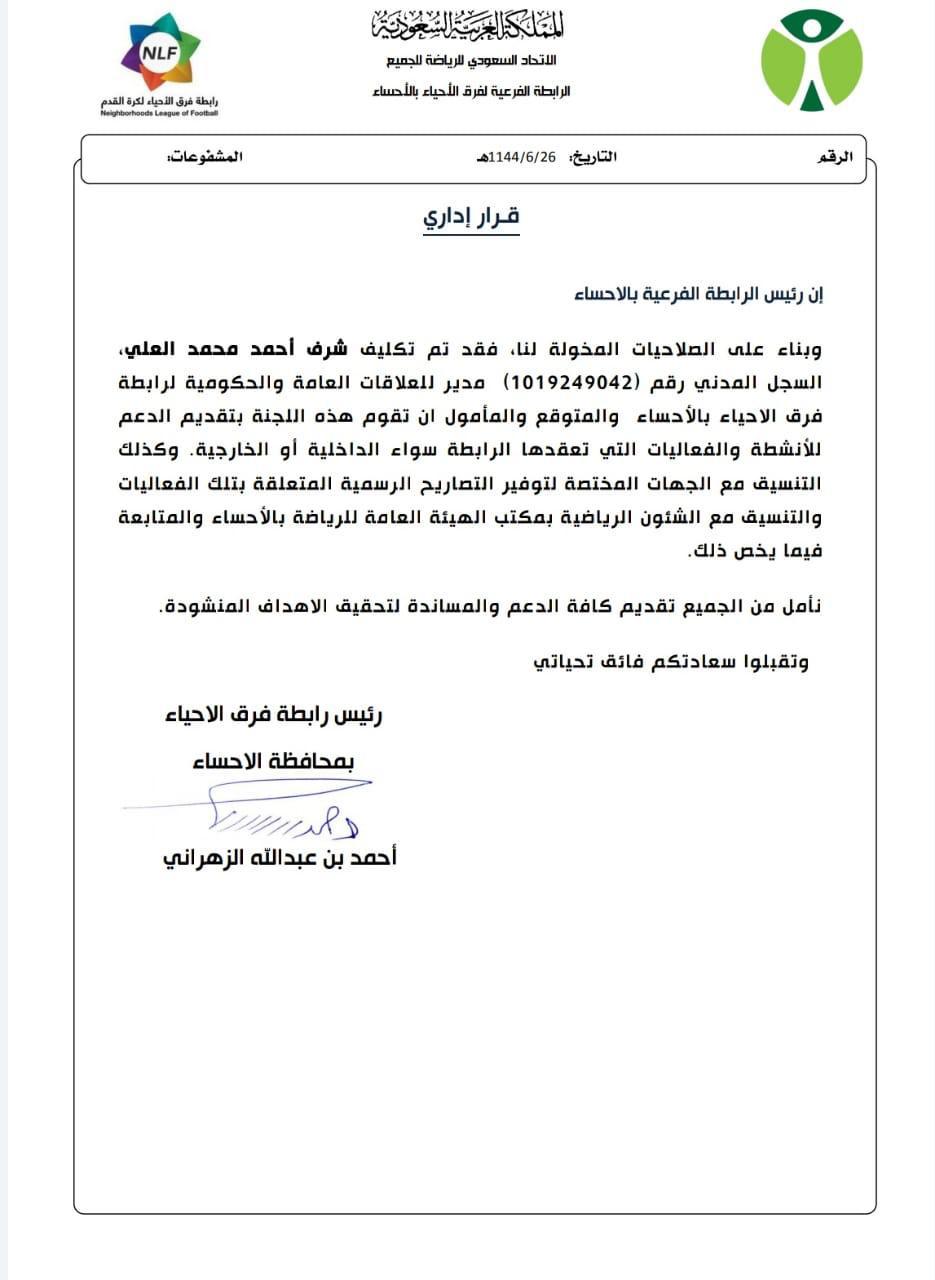 المملكة العربية السعودية
الاتحاد السعودي للرياضة للجميع
الرابطة الفرعية لفرق الأحياء بالأحساء
NLF
رابطة فرق الأحياء لكرة القدم
Neighborhoods League of Football
الرقم التاريخ: 1144/6/26هـ المشفوعات:
قرار إداري
إن رئيس الرابطة الفرعية بالاحساء
وبناء على الصلاحيات المخولة لنا، فقد تم تكليف شرف أحمد محمد العلي،
السجل المدني رقم (1019249042) مدير للعلاقات العامة والحكومية لرابطة
فرق الاحياء بالأحساء والمتوقع والمأمول ان تقوم هذه اللجنة بتقديم الدعم
للأنشطة والفعاليات التي تعقدها الرابطة سواء الداخلية أو الخارجية. وكذلك
التنسيق مع الجهات المختصة لتوفير التصاريح الرسمية المتعلقة بتلك الفعاليات
والتنسيق مع الشئون الرياضية بمكتب الهيئة العامة للرياضة بالأحساء والمتابعة
فيما يخص ذلك.
نأمل من الجميع تقديم كافة الدعم والمساندة لتحقيق الاهداف المنشودة.
وتقبلوا سعادتكم فائق تحياتي
رئيس رابطة فرق الاحياء
بمحافظة الاحساء
أحمد بن عبدالله الزهراني